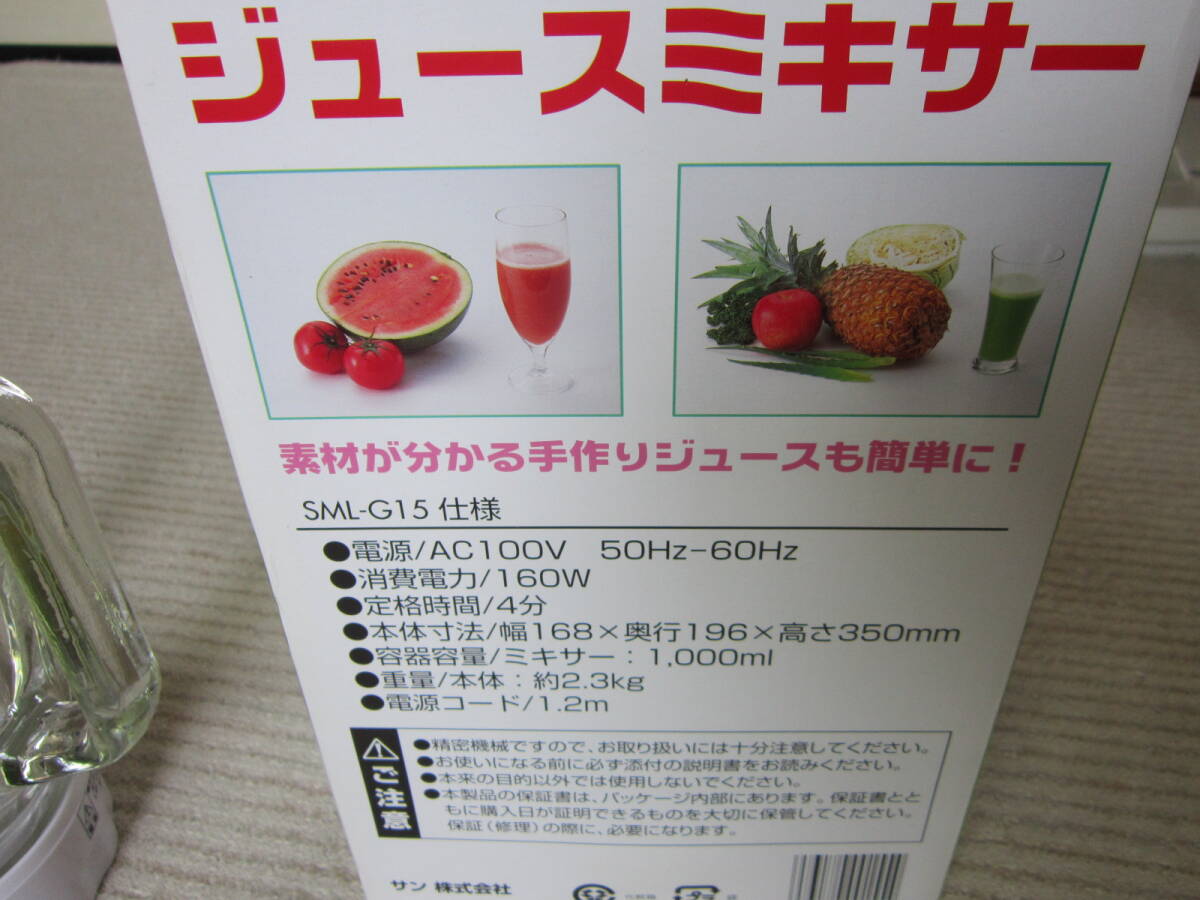 ジュースミキサー
素材が分かる手作りジュースも簡単に！
SML-G15 仕様
●電源/AC100V 50Hz-60Hz
●消費電力/160W
●定格時間/4分
●本体寸法/幅168×奥行196×高さ350mm
●容器容量/ミキサー：1,000ml
●重量/本体：約2.3kg
●電源コード/1.2m
ご注意
●精密機械ですので、お取り扱いには十分注意してください。
●お使いになる前に必ず添付の説明書をお読みください。
●本来の目的以外では使用しないでください。
●本製品の保証書は、パッケージ内部にあります。保証書とと
もに購入日が証明できるものを大切に保管してください。
保証（修理）の際に、必要になります。
サン 株式会社
プラ